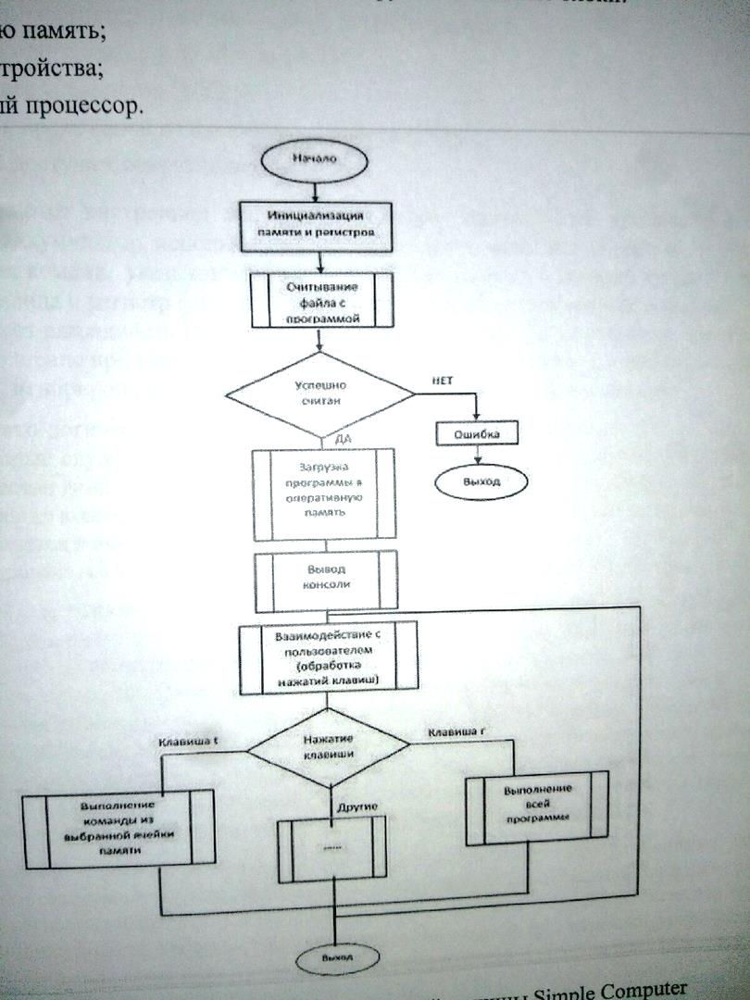 ю память;
тройства;
ый процессор.
Начало
Инициализация
памяти и регистров
Считывание
файла с
программой
Успешно
считан
НЕТ
Ошибка
Выход
ДА
Загрузка
программы в
оперативную
память
Вывод
консоли
Взаимодействие с
пользователем
(обработка
нажатий клавиш)
Клавиша t
Нажатие
клавиши
Клавиша r
Выполнение
команды из
выбранной ячейки
памяти
Другие
......
Выполнение
всей
программы
Выход
Simple Computer